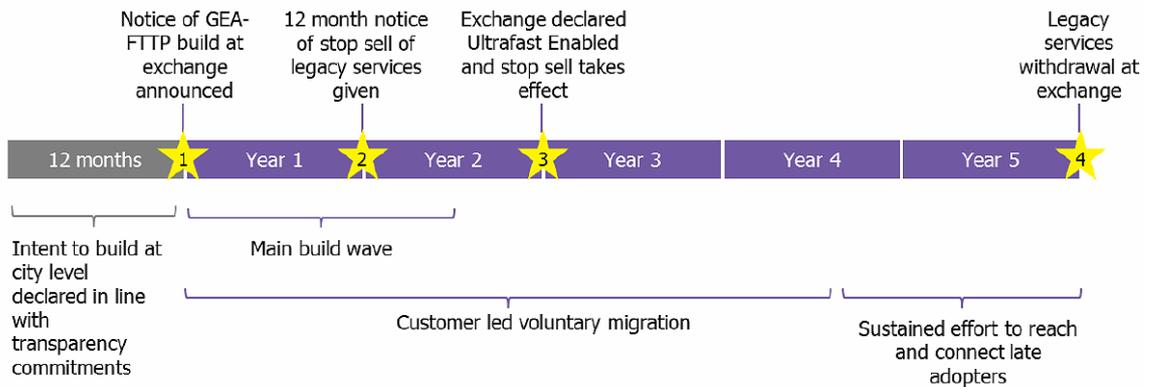 Notice of GEA-
FTTP build at
exchange
announced
12 month notice
of stop sell of
legacy services
given
Exchange declared
Ultrafast Enabled
and stop sell takes
effect
Legacy
services
withdrawal at
exchange
12 months
1
Year 1
2
Year 2
3
Year 3
Year 4
Year 5
4
Intent to build at
city level
declared in line
with
transparency
commitments
Main build wave
Customer led voluntary migration
Sustained effort to reach
and connect late
adopters